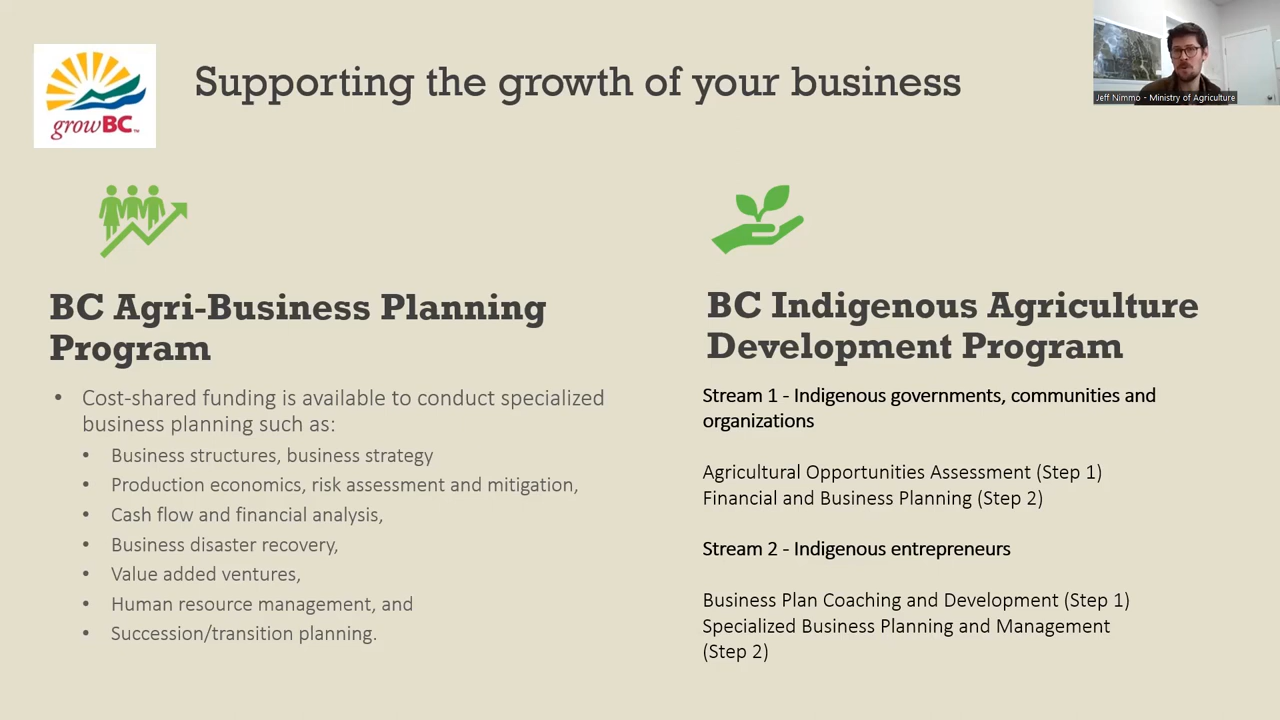 Supporting the growth of your business
growBC™
Jeff Nimmo - Ministry of Agriculture
BC Agri-Business Planning
Program
• Cost-shared funding is available to conduct specialized
business planning such as:
• Business structures, business strategy
• Production economics, risk assessment and mitigation,
• Cash flow and financial analysis,
• Business disaster recovery,
• Value added ventures,
• Human resource management, and
• Succession/transition planning.
BC Indigenous Agriculture
Development Program
Stream 1 - Indigenous governments, communities and
organizations
Agricultural Opportunities Assessment (Step 1)
Financial and Business Planning (Step 2)
Stream 2 - Indigenous entrepreneurs
Business Plan Coaching and Development (Step 1)
Specialized Business Planning and Management
(Step 2)